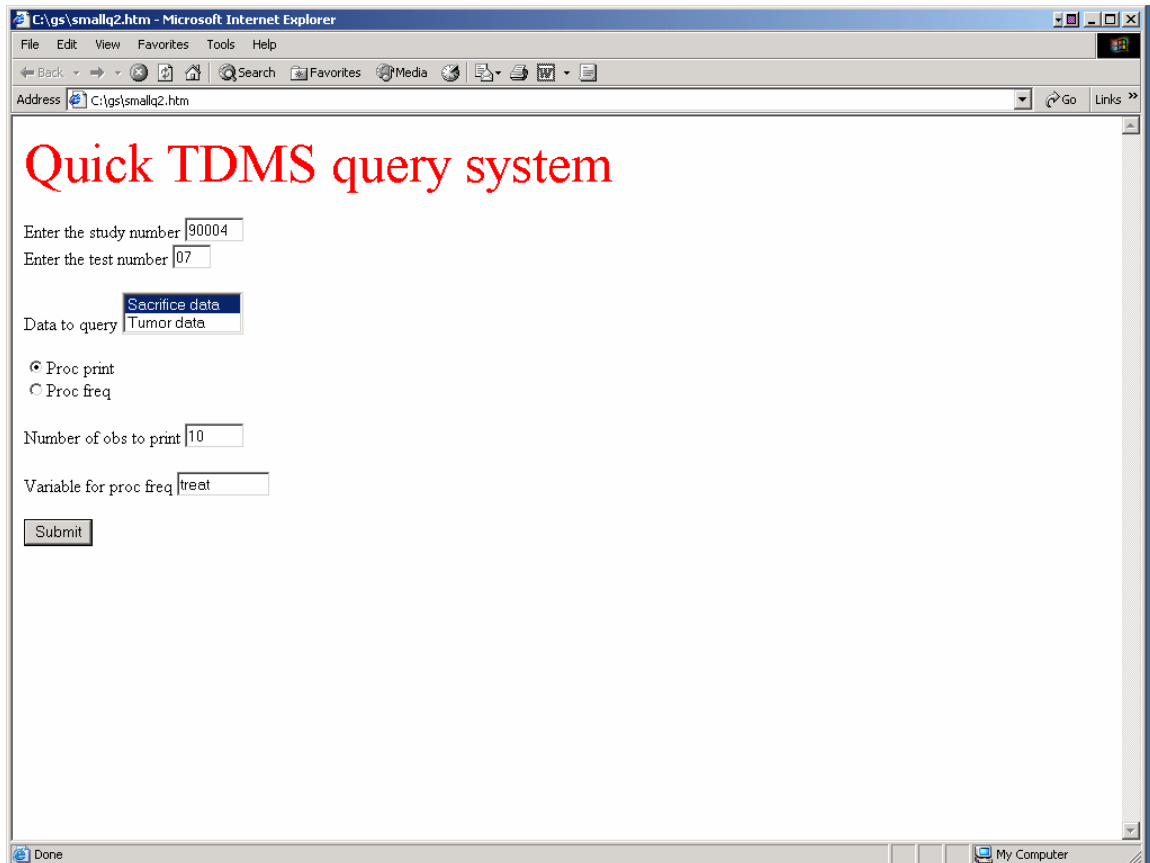 C:\gs\smallq2.htm - Microsoft Internet Explorer
File Edit View Favorites Tools Help
Back Search Favorites Media
Address C:\gs\smallq2.htm Go Links »
Quick TDMS query system
Enter the study number 90004
Enter the test number 07
Sacrifice data
Data to query Tumor data
Proc print
Proc freq
Number of obs to print 10
Variable for proc freq treat
Submit
Done My Computer